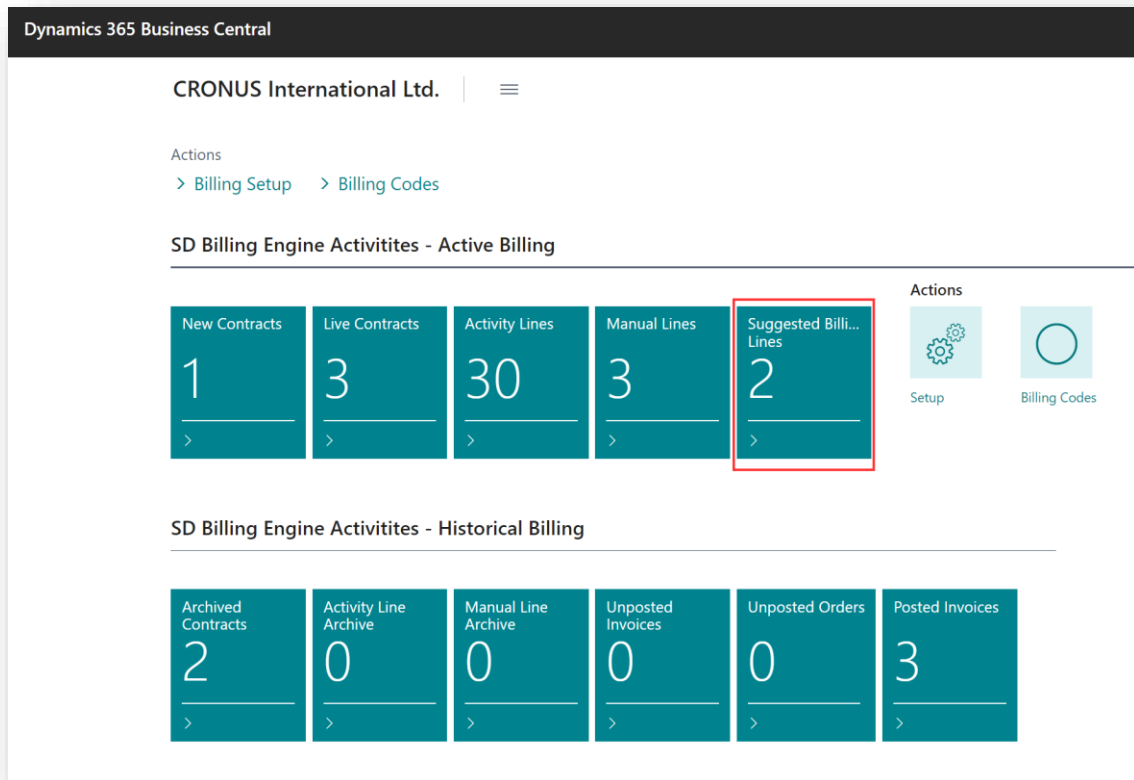 Dynamics 365 Business Central
CRONUS International Ltd.
Actions
Billing Setup
Billing Codes
SD Billing Engine Activitites - Active Billing
New Contracts
1
Live Contracts
3
Activity Lines
30
Manual Lines
3
Suggested Billi...
Lines
2
Actions
Setup
Billing Codes
SD Billing Engine Activitites - Historical Billing
Archived
Contracts
2
Activity Line
Archive
0
Manual Line
Archive
0
Unposted
Invoices
0
Unposted Orders
0
Posted Invoices
3